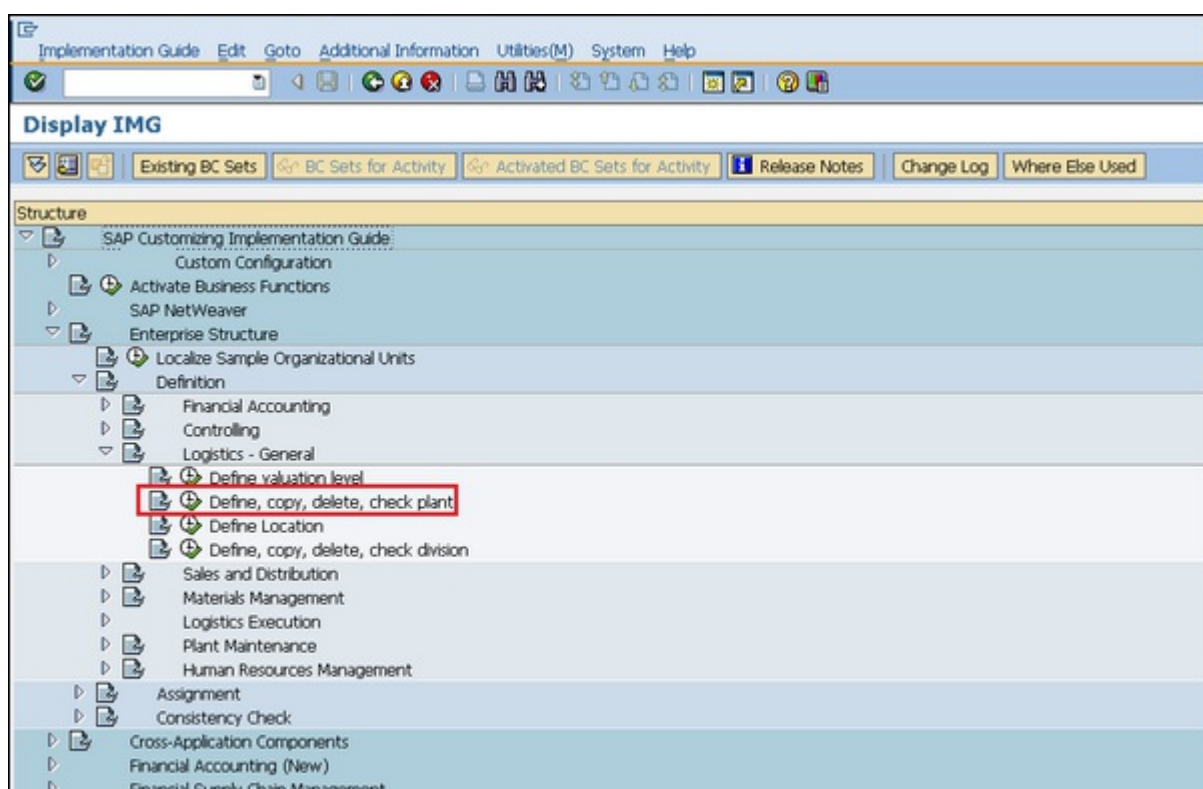 Implementation Guide Edit Goto Additional Information Utilities(M) System Help
Display IMG
Existing BC Sets BC Sets for Activity Activated BC Sets for Activity Release Notes Change Log Where Else Used
Structure
SAP Customizing Implementation Guide
Custom Configuration
Activate Business Functions
SAP NetWeaver
Enterprise Structure
Localize Sample Organizational Units
Definition
Financial Accounting
Controlling
Logistics - General
Define valuation level
Define, copy, delete, check plant
Define Location
Define, copy, delete, check division
Sales and Distribution
Materials Management
Logistics Execution
Plant Maintenance
Human Resources Management
Assignment
Consistency Check
Cross-Application Components
Financial Accounting (New)
Financial Supply Chain Management